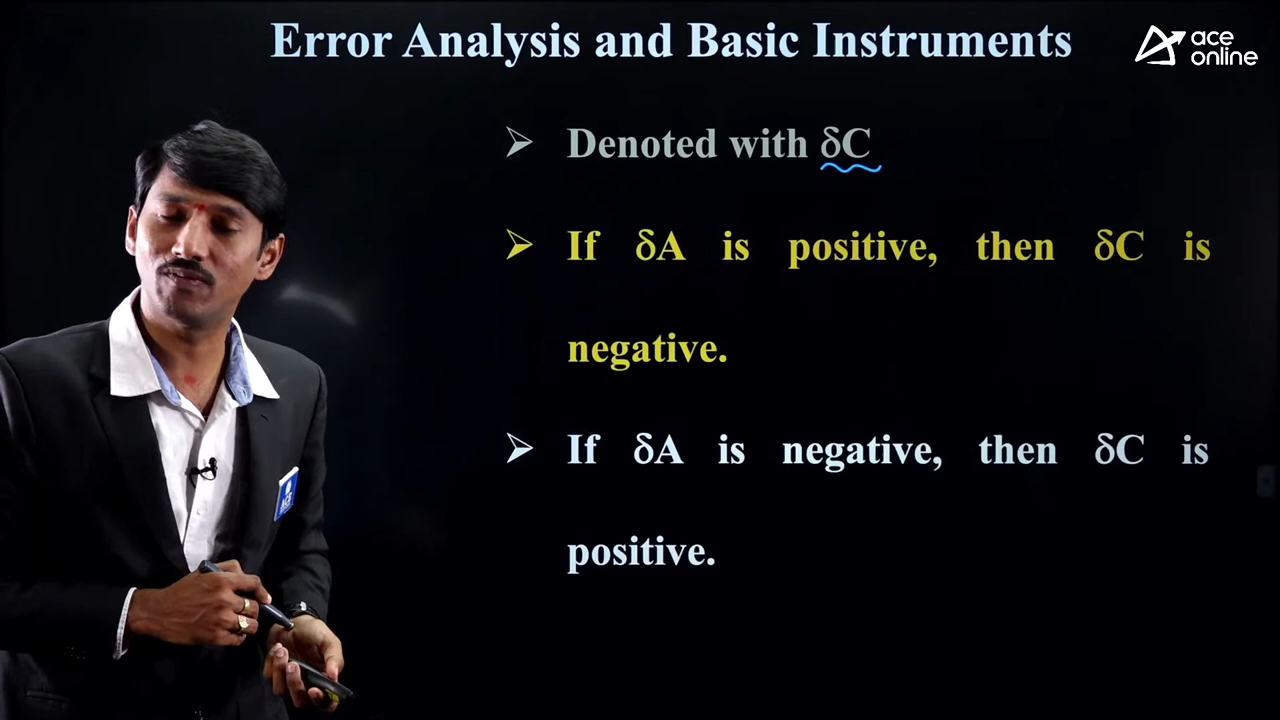 Error Analysis and Basic Instruments
ace
online
➢ Denoted with δC
➢ If δA is positive, then δC is
negative.
➢ If δA is negative, then δC is
positive.
ACE